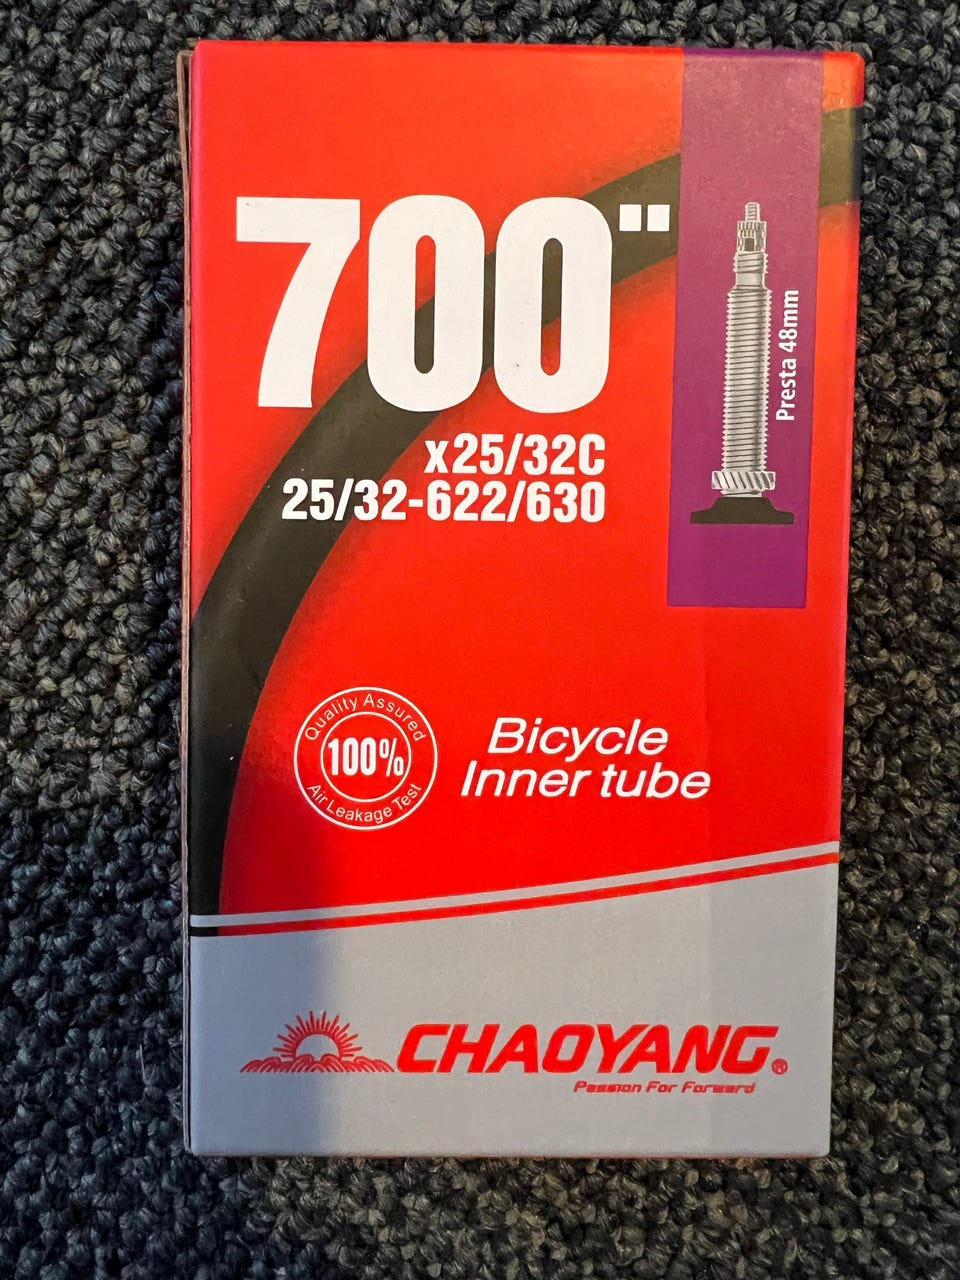 700"
x25/32C
25/32-622/630
Presta 48mm
Quality Assured
100%
Air Leakage Test
Bicycle
Inner tube
CHAOYANG®
Passion For Forward